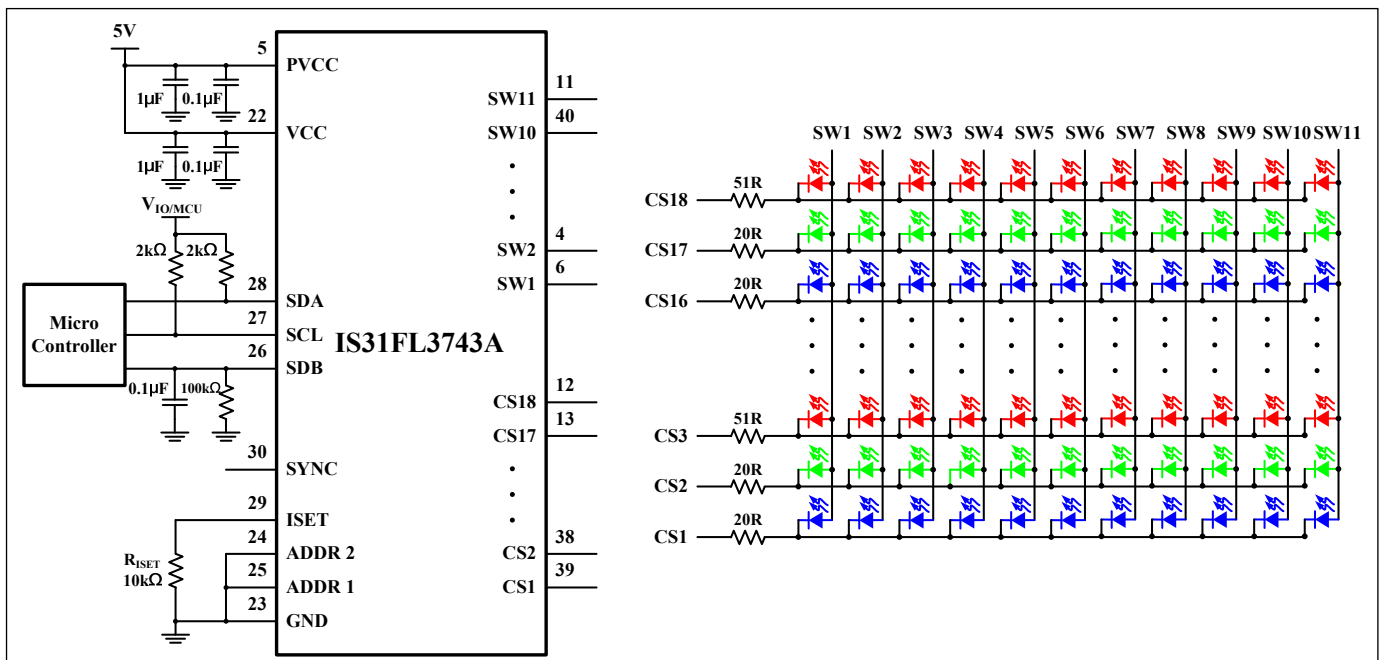 5V
5
PVCC
1µF 0.1µF
22
VCC
1µF 0.1µF
V_IO/MCU
2kΩ 2kΩ
28
SDA
27
SCL
26
SDB
Micro
Controller
0.1µF 100kΩ
30
SYNC
29
ISET
24
ADDR 2
25
ADDR 1
23
GND
R_ISET
10kΩ
IS31FL3743A
11
SW11
40
SW10
4
SW2
6
SW1
12
CS18
13
CS17
38
CS2
39
CS1
SW1 SW2 SW3 SW4 SW5 SW6 SW7 SW8 SW9 SW10 SW11
51R
CS18
20R
CS17
20R
CS16
51R
CS3
20R
CS2
20R
CS1